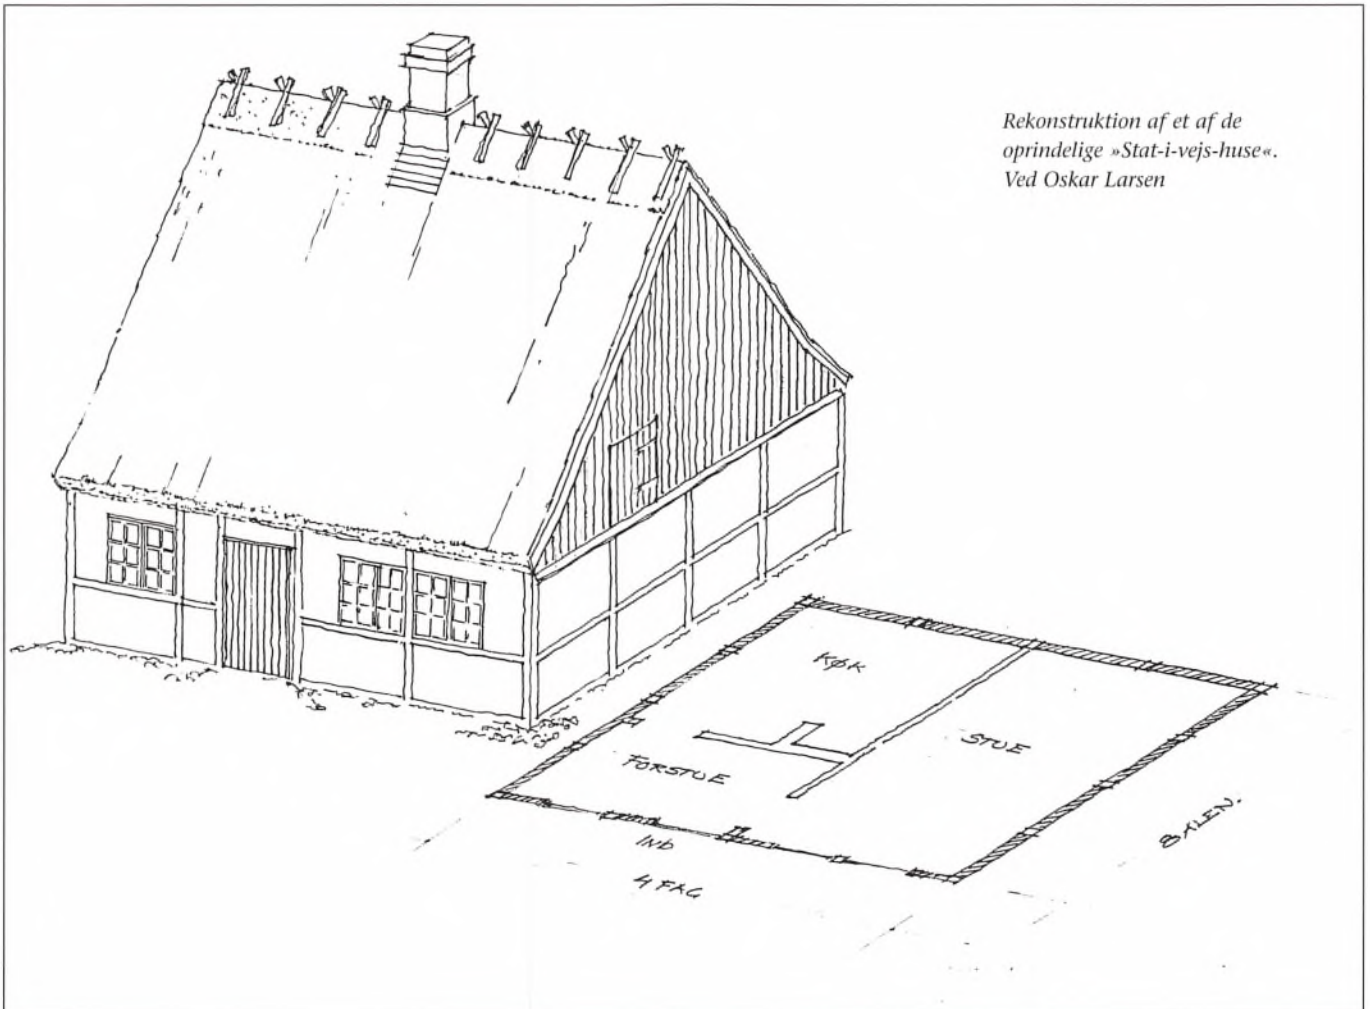 Rekonstruktion af et af de
oprindelige »Stat-i-vejs-huse«.
Ved Oskar Larsen
KØK
STUE
FORSTUE
IND
4 FAG
8 ALEN.